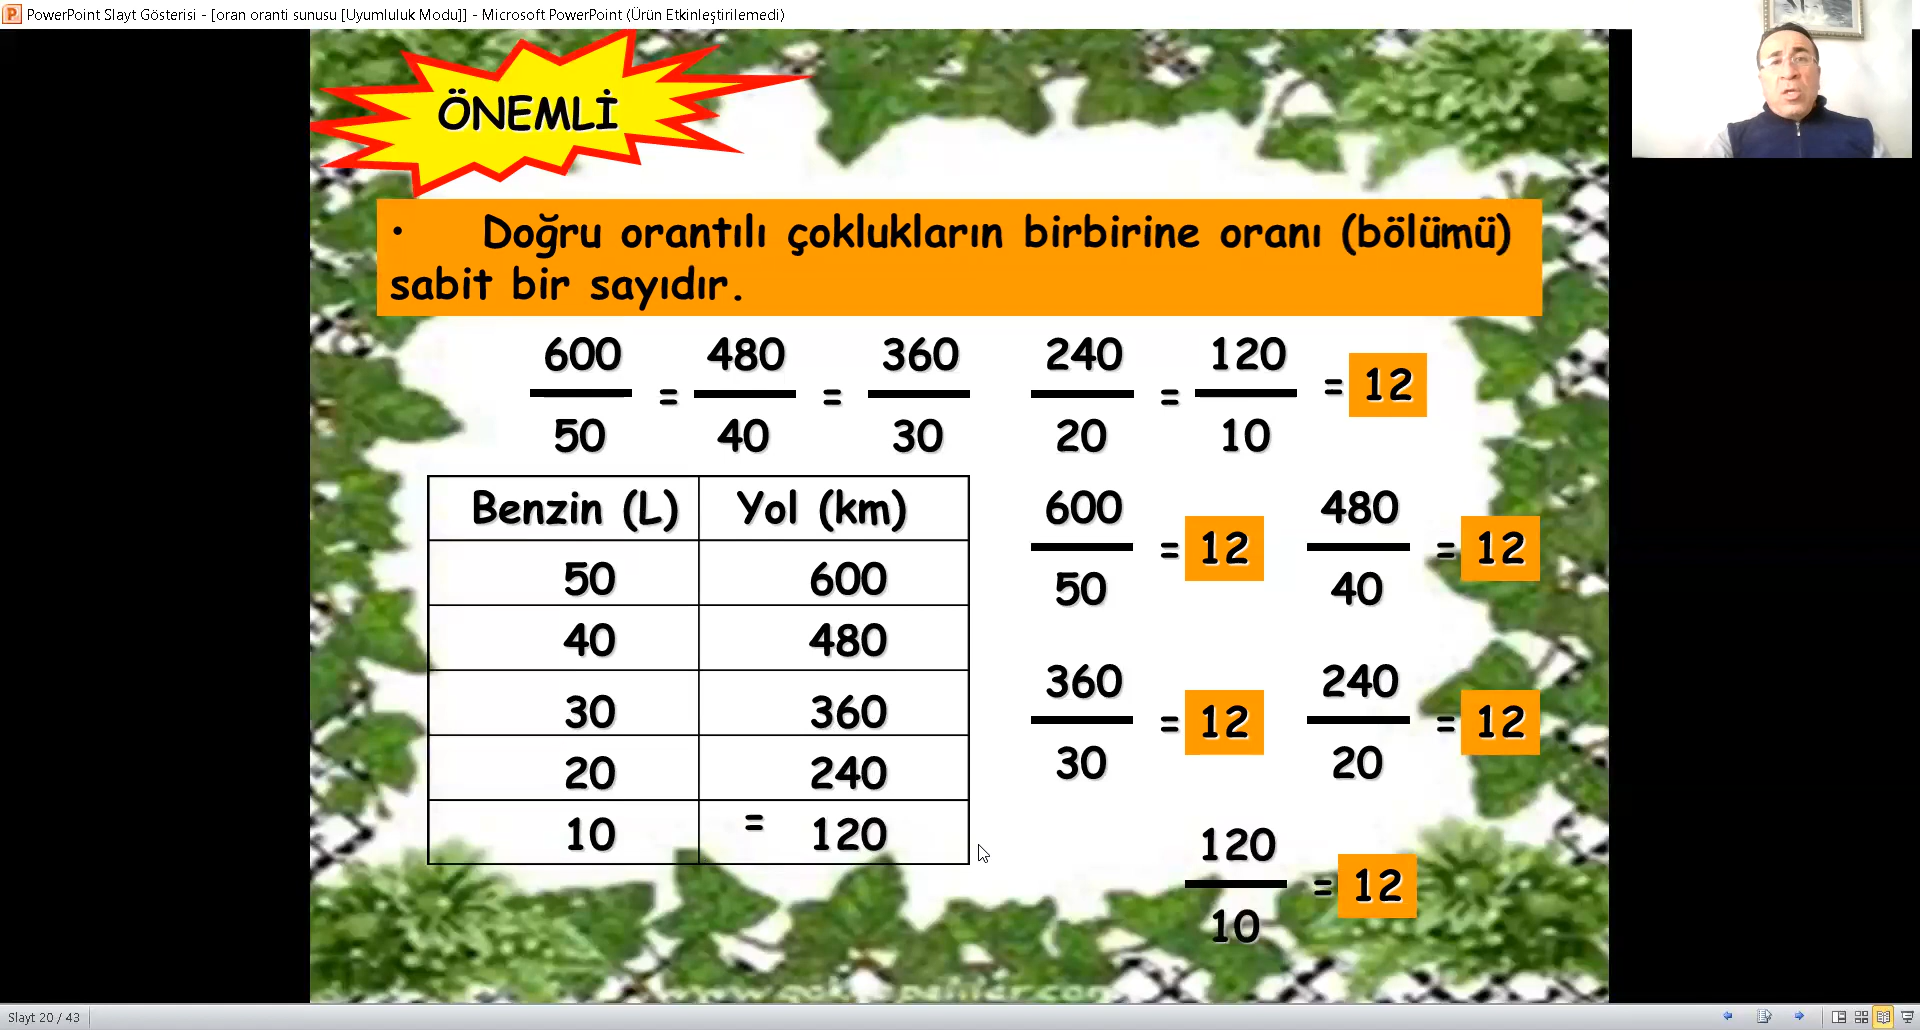 PowerPoint Slayt Gösterisi - [oran oranti sunusu [Uyumluluk Modu]] - Microsoft PowerPoint (Ürün Etkinleştirilemedi)
ÖNEMLİ
• Doğru orantılı çoklukların birbirine oranı (bölümü)
sabit bir sayıdır.
600 480 360 240 120
= = = = 12
50 40 30 20 10
Benzin (L) Yol (km)
50 600
40 480
30 360
20 240
10 = 120
600 480
= 12 = 12
50 40
360 240
= 12 = 12
30 20
120
= 12
10
Slayt 20 / 43